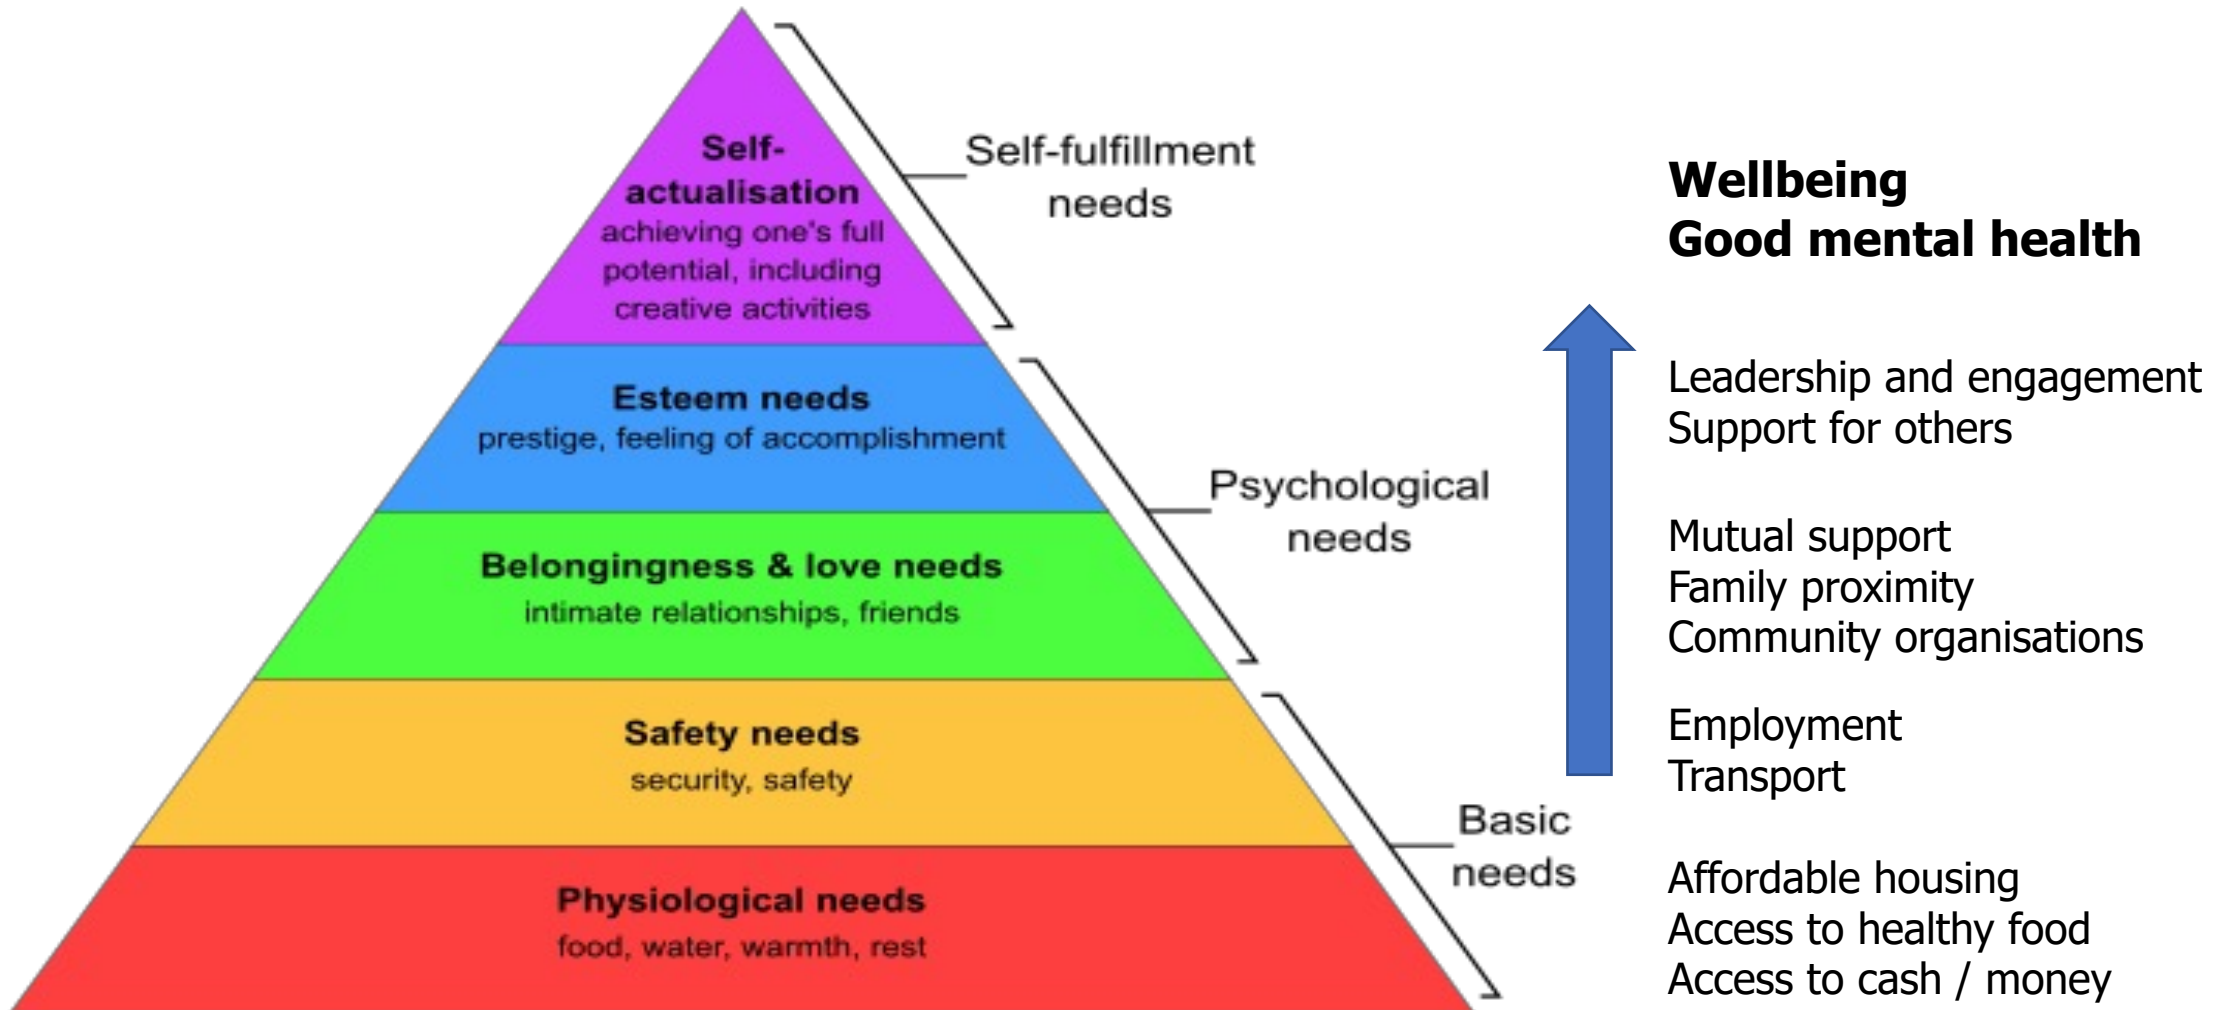 Self-
actualisation
achieving one's full
potential, including
creative activities
Esteem needs
prestige, feeling of accomplishment
Belongingness & love needs
intimate relationships, friends
Safety needs
security, safety
Physiological needs
food, water, warmth, rest
Self-fulfillment
needs
Psychological
needs
Basic
needs
Wellbeing
Good mental health
Leadership and engagement
Support for others
Mutual support
Family proximity
Community organisations
Employment
Transport
Affordable housing
Access to healthy food
Access to cash / money